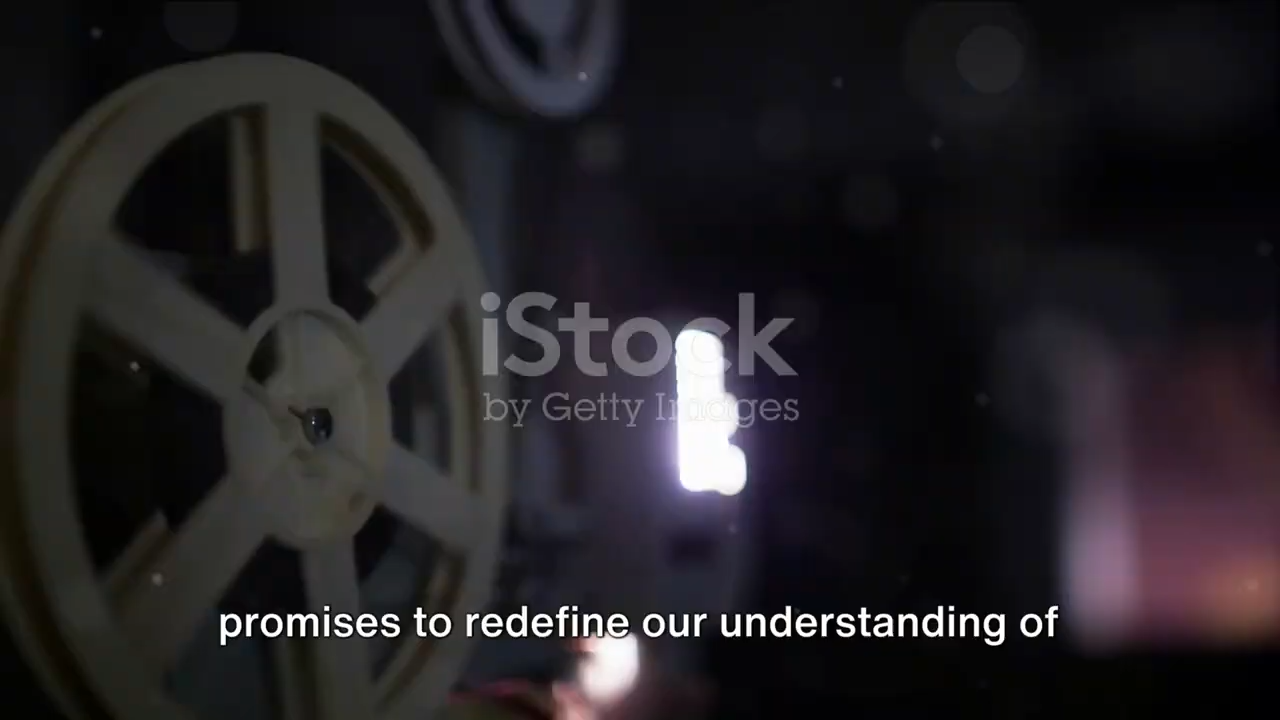 iStock
by Getty Images
promises to redefine our understanding of